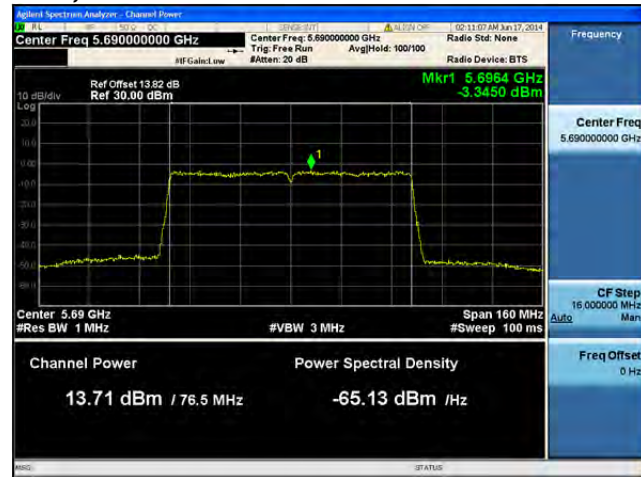 Agilent Spectrum Analyzer - Channel Power
RL RF 50 Ω DC SENSE:INT ALIGN OFF 02:11:07 AM Jun 17, 2014
Center Freq 5.690000000 GHz
Center Freq: 5.690000000 GHz
Radio Std: None
Trig: Free Run Avg|Hold: 100/100
#IFGain:Low #Atten: 20 dB Radio Device: BTS
Mkr1 5.6964 GHz
-3.3450 dBm
Ref Offset 13.82 dB
10 dB/div Ref 30.00 dBm
Log
20.0
10.0
0.00
-10.0
-20.0
-30.0
-40.0
-50.0
-60.0
1
Center 5.69 GHz Span 160 MHz
#Res BW 1 MHz #VBW 3 MHz #Sweep 100 ms
Channel Power
13.71 dBm / 76.5 MHz
Power Spectral Density
-65.13 dBm /Hz
MSG STATUS
Frequency
Center Freq
5.690000000 GHz
CF Step
16.000000 MHz
Auto Man
Freq Offset
0 Hz